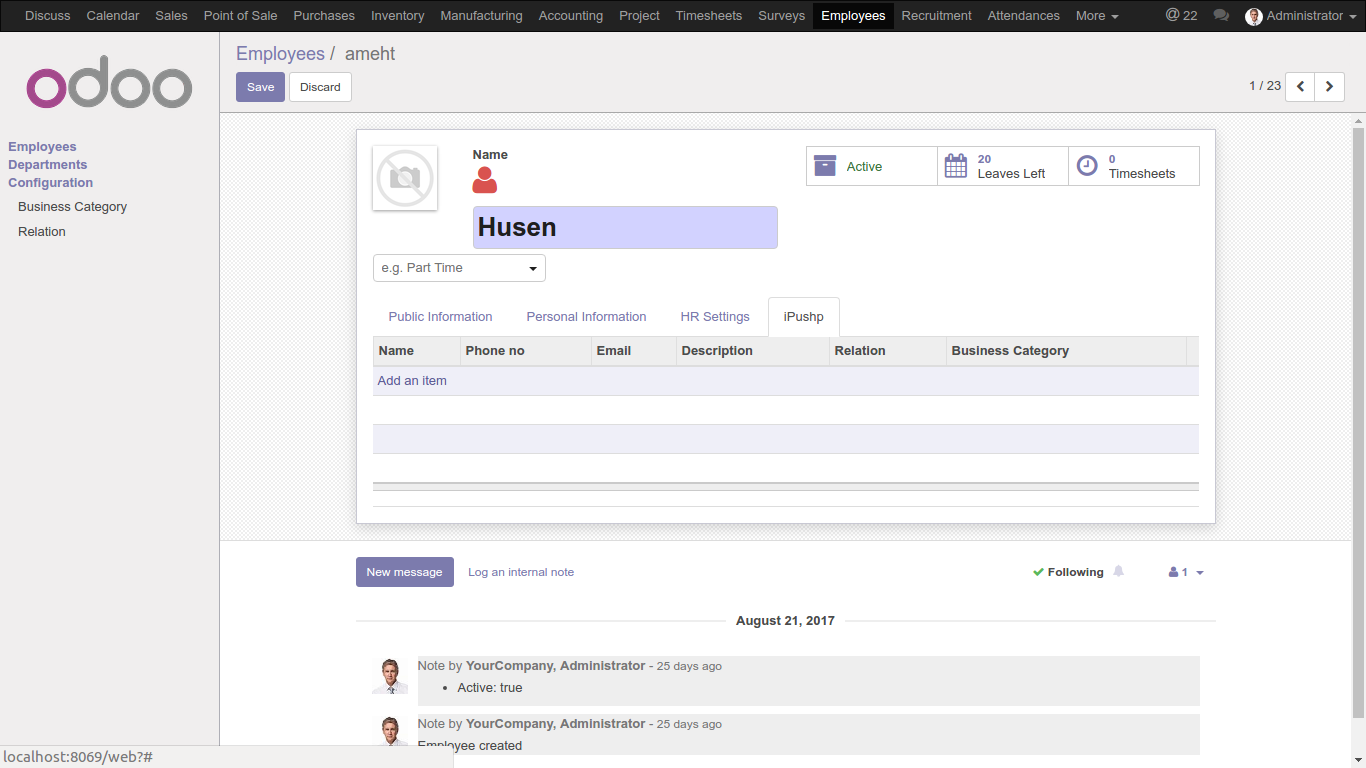 Discuss Calendar Sales Point of Sale Purchases Inventory Manufacturing Accounting Project Timesheets Surveys Employees Recruitment Attendances More @ 22 Administrator
odoo
Employees
Departments
Configuration
Business Category
Relation
Employees / ameht
Save Discard
1 / 23
Name
Husen
Active
20
Leaves Left
0
Timesheets
e.g. Part Time
Public Information Personal Information HR Settings iPushp
Name Phone no Email Description Relation Business Category
Add an item
New message Log an internal note
Following 1
August 21, 2017
Note by YourCompany, Administrator - 25 days ago
• Active: true
Note by YourCompany, Administrator - 25 days ago
Employee created
localhost:8069/web?#